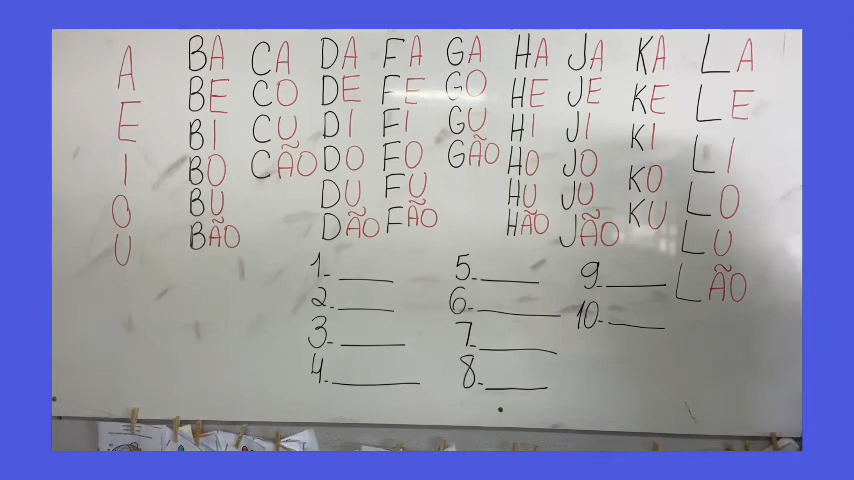 A
E
I
O
U
BA
BE
BI
BO
BU
BÃO
CA
CO
CU
CÃO
DA
DE
DI
DO
DU
DÃO
FA
FE
FI
FO
FU
FÃO
GA
GO
GU
GÃO
HA
HE
HI
HO
HU
HÃO
JA
JE
JI
JO
JU
JÃO
KA
KE
KI
KO
KU
LA
LE
LI
LO
LU
LÃO
1-
2-
3-
4-
5-
6-
7-
8-
9-
10-